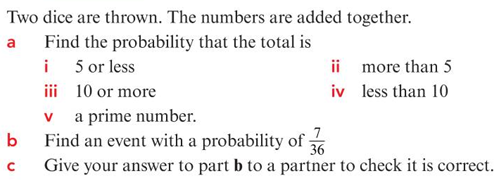 Two dice are thrown. The numbers are added together.
a Find the probability that the total is
i 5 or less ii more than 5
iii 10 or more iv less than 10
v a prime number.
b Find an event with a probability of 7/36
c Give your answer to part b to a partner to check it is correct.